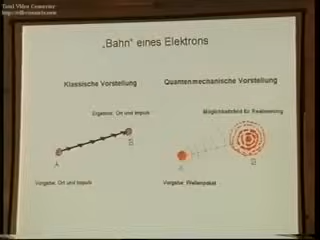 Total Video Converter
„Bahn“ eines Elektrons
Klassische Vorstellung
Quantenmechanische Vorstellung
Ergebnis: Ort und Impuls
Möglichkeitsfeld für Realisierung
A
B
A
B
Vorgabe: Ort und Impuls
Vorgabe: Wellenpaket